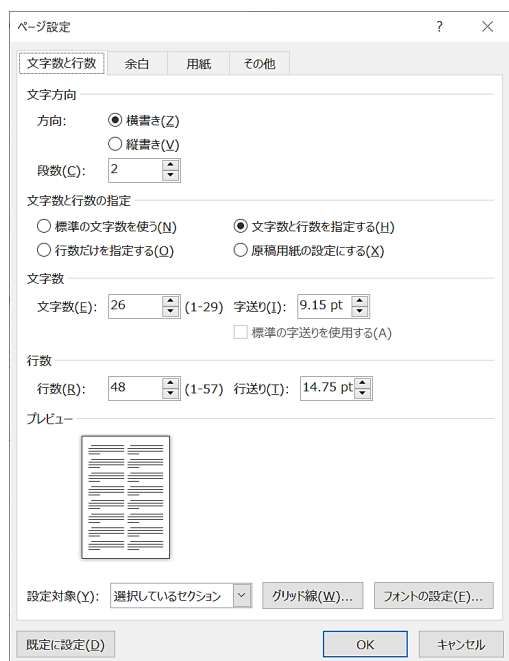 ページ設定 ? ×
文字数と行数 余白 用紙 その他
文字方向
方向: 横書き(Z)
縦書き(V)
段数(C): 2
文字数と行数の指定
標準の文字数を使う(N) 文字数と行数を指定する(H)
行数だけを指定する(O) 原稿用紙の設定にする(X)
文字数
文字数(E): 26 (1-29) 字送り(I): 9.15 pt
標準の字送りを使用する(A)
行数
行数(R): 48 (1-57) 行送り(T): 14.75 pt
プレビュー
設定対象(Y): 選択しているセクション グリッド線(W)... フォントの設定(F)...
既定に設定(D) OK キャンセル